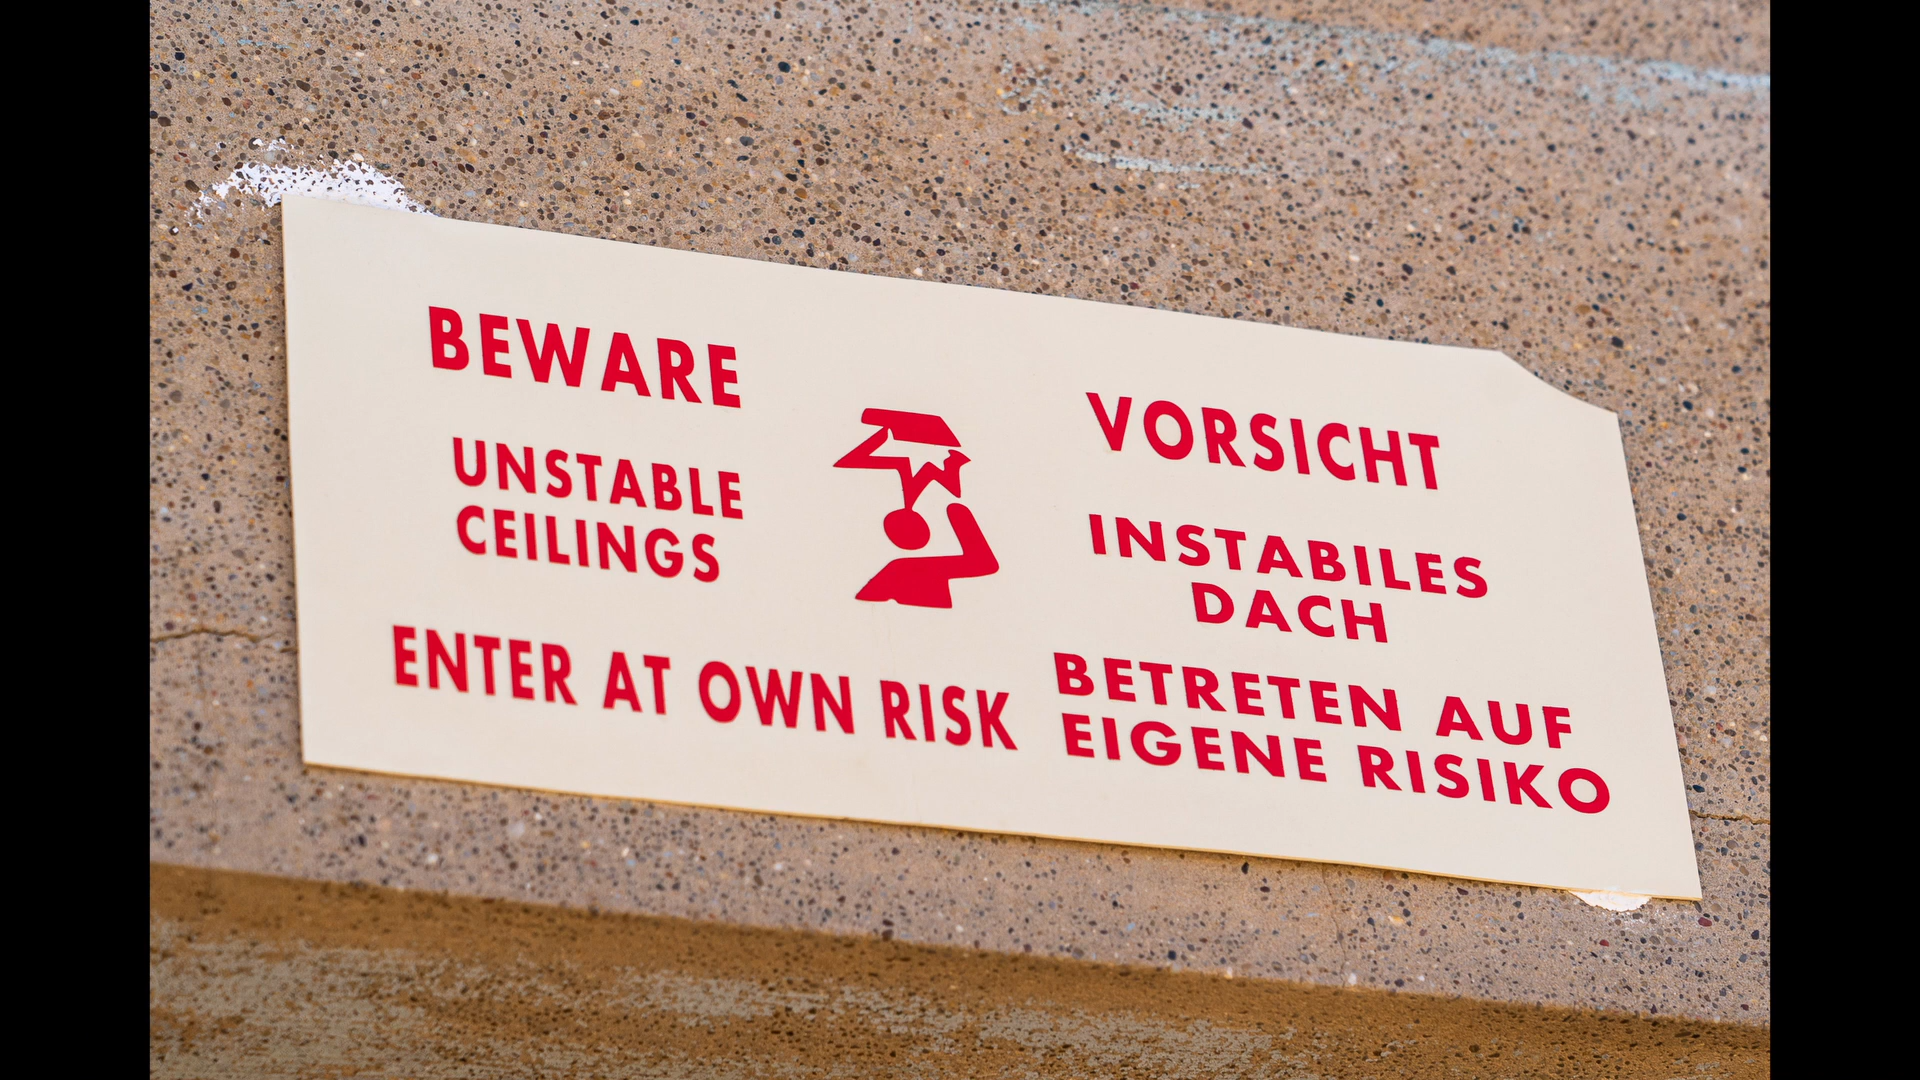 BEWARE
UNSTABLE
CEILINGS
ENTER AT OWN RISK
VORSICHT
INSTABILES
DACH
BETRETEN AUF
EIGENE RISIKO